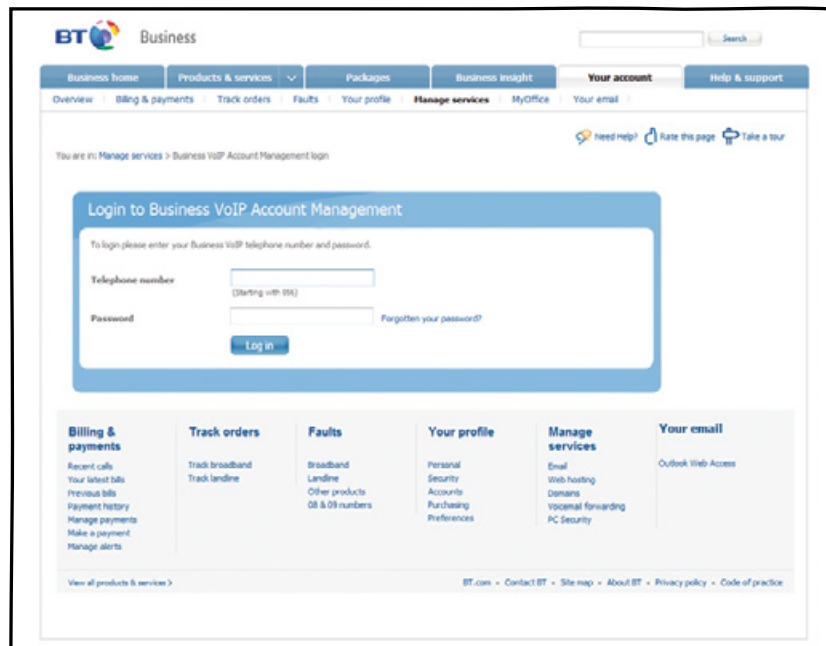 BT Business
Search
Business home Products & services Packages Business insight Your account Help & support
Overview Billing & payments Track orders Faults Your profile Manage services MyOffice Your email
Need Help? Rate this page Take a tour
You are in: Manage services > Business VoIP Account Management login
Login to Business VoIP Account Management
To login please enter your Business VoIP telephone number and password.
Telephone number
(Starting with 056)
Password Forgotten your password?
Log in
Billing &
payments
Recent calls
Your latest bills
Previous bills
Payment history
Manage payments
Make a payment
Manage alerts
Track orders
Track broadband
Track landline
Faults
Broadband
Landline
Other products
08 & 09 numbers
Your profile
Personal
Security
Accounts
Purchasing
Preferences
Manage
services
Email
Web hosting
Domains
Voicemail forwarding
PC Security
Your email
Outlook Web Access
View all products & services >
BT.com • Contact BT • Site map • About BT • Privacy policy • Code of practice